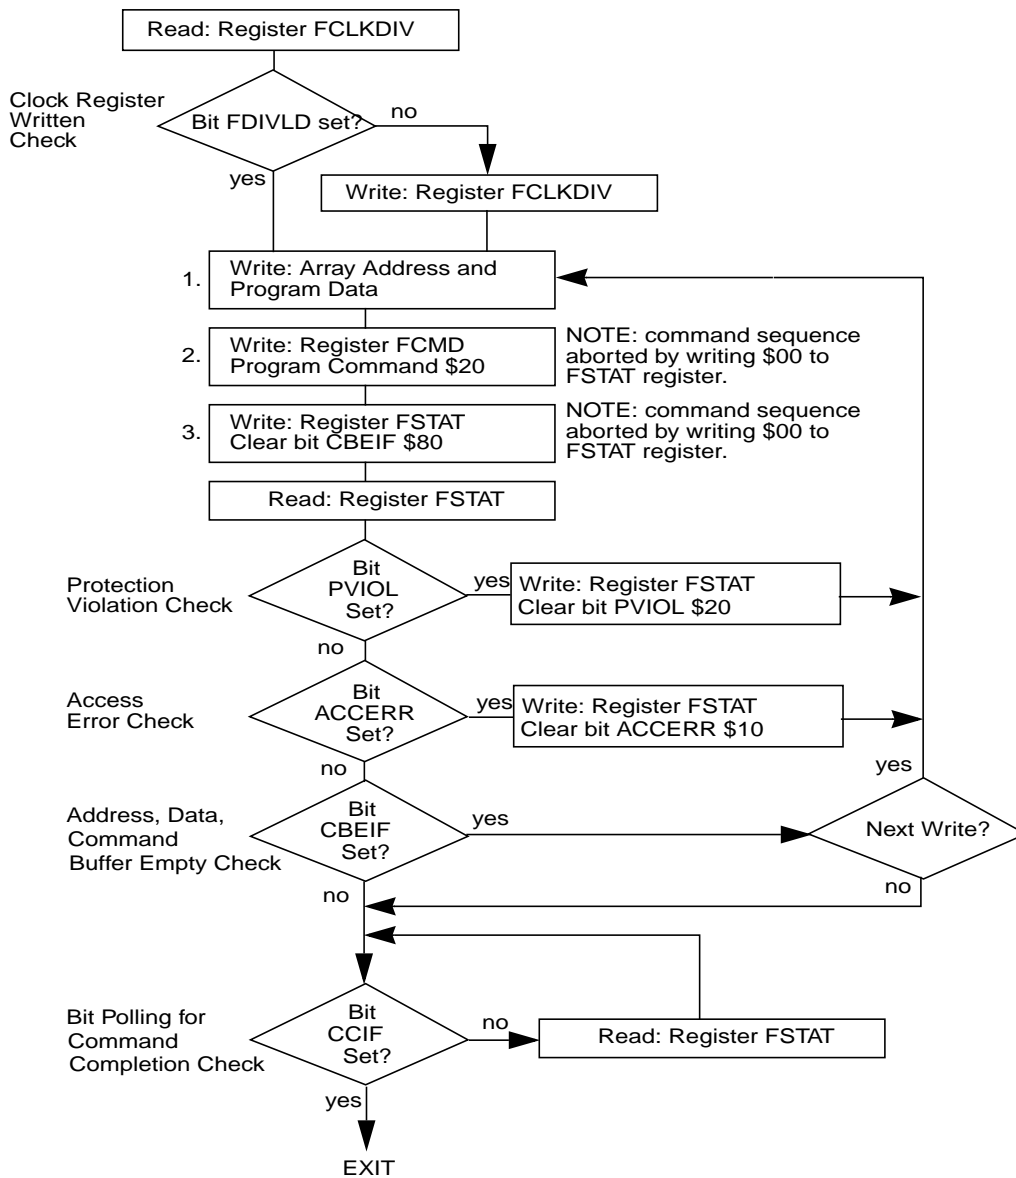 Read: Register FCLKDIV
Clock Register
Written
Check
Bit FDIVLD set?
no
yes
Write: Register FCLKDIV
1.
Write: Array Address and
Program Data
2.
Write: Register FCMD
Program Command $20
NOTE: command sequence
aborted by writing $00 to
FSTAT register.
3.
Write: Register FSTAT
Clear bit CBEIF $80
NOTE: command sequence
aborted by writing $00 to
FSTAT register.
Read: Register FSTAT
Protection
Violation Check
Bit
PVIOL
Set?
yes
Write: Register FSTAT
Clear bit PVIOL $20
no
Access
Error Check
Bit
ACCERR
Set?
yes
Write: Register FSTAT
Clear bit ACCERR $10
no
yes
Address, Data,
Command
Buffer Empty Check
Bit
CBEIF
Set?
yes
Next Write?
no
no
Bit Polling for
Command
Completion Check
Bit
CCIF
Set?
no
Read: Register FSTAT
yes
EXIT